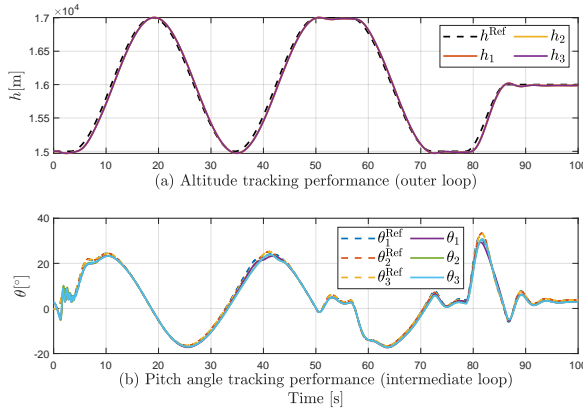 ×10⁴
1.7
1.65
1.6
1.55
1.5
h[m]
h^Ref h_2
h_1 h_3
0 10 20 30 40 50 60 70 80 90 100
(a) Altitude tracking performance (outer loop)
40
20
0
-20
θ[°]
θ_1^Ref θ_1
θ_2^Ref θ_2
θ_3^Ref θ_3
0 10 20 30 40 50 60 70 80 90 100
(b) Pitch angle tracking performance (intermediate loop)
Time [s]